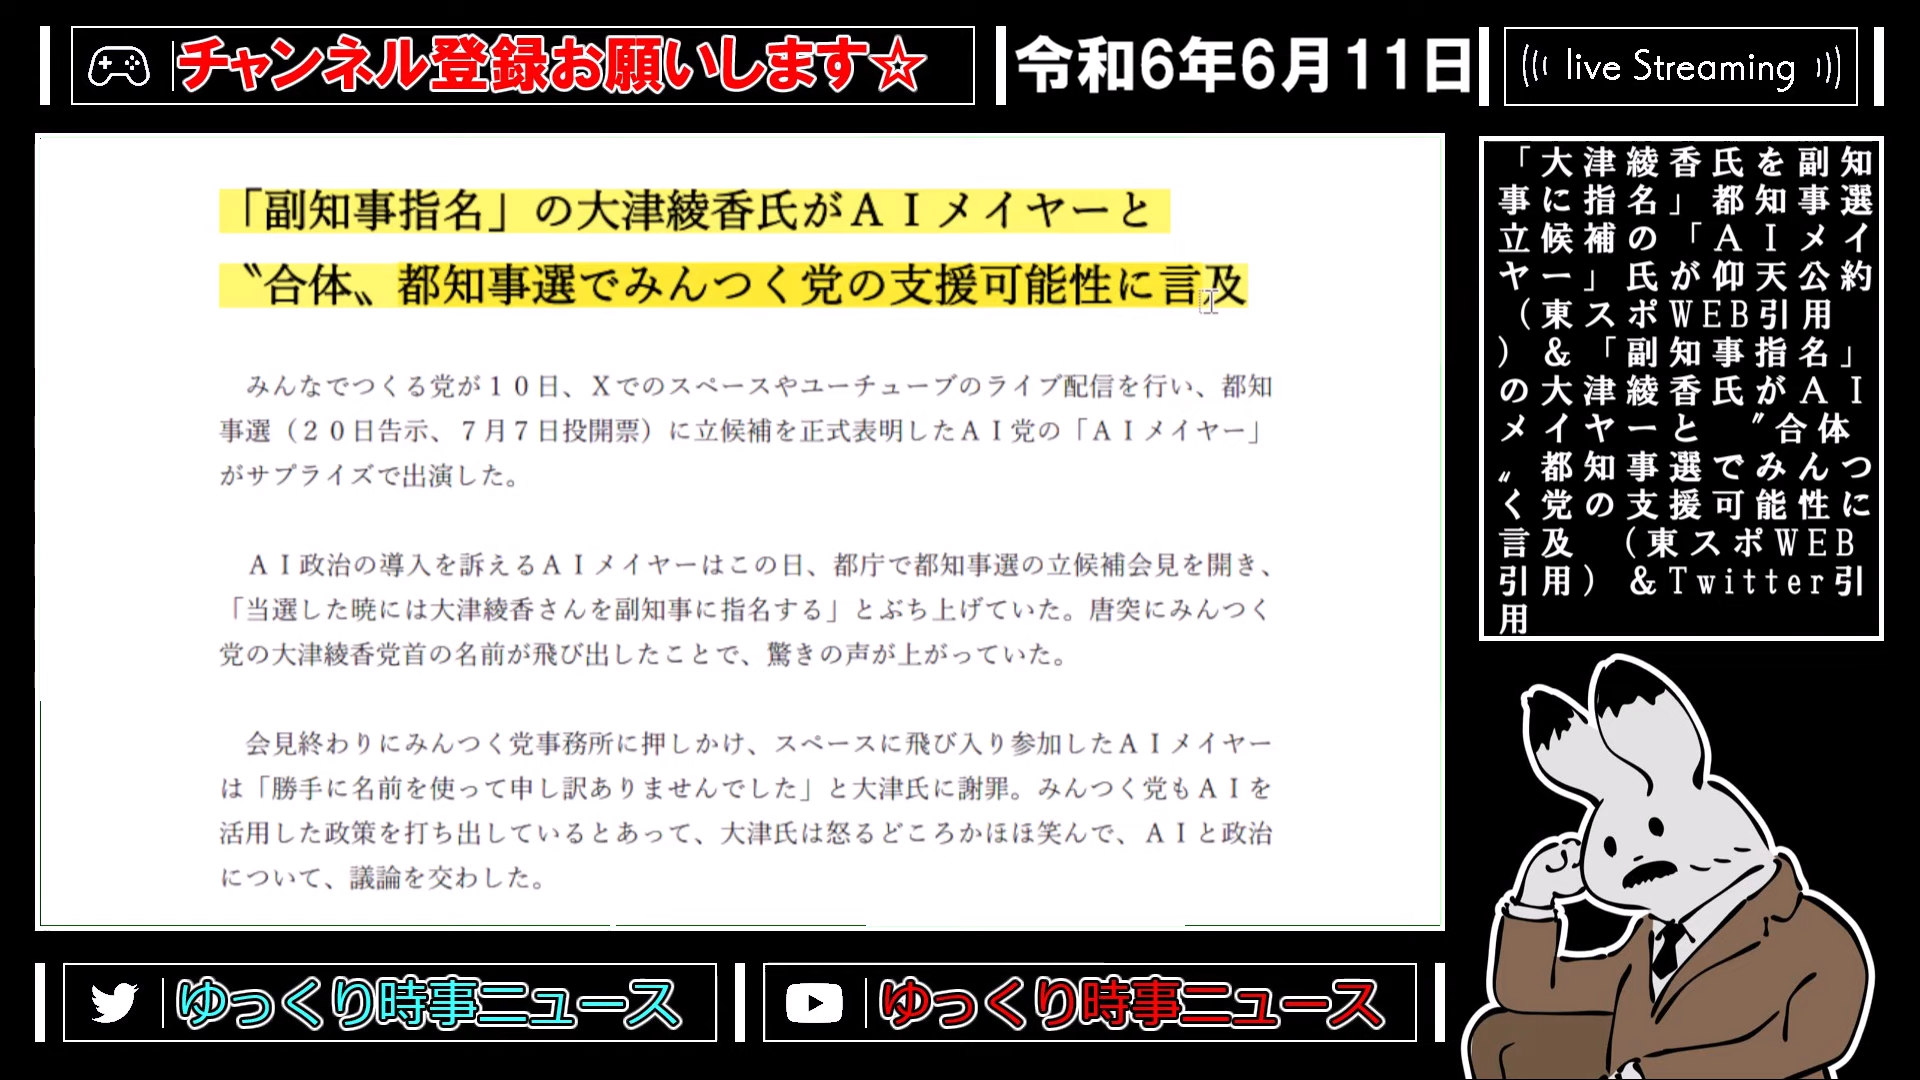 チャンネル登録お願いします☆
令和6年6月11日
live Streaming
「副知事指名」の大津綾香氏がＡＩメイヤーと
〝合体〟都知事選でみんつく党の支援可能性に言及
みんなでつくる党が１０日、Ｘでのスペースやユーチューブのライブ配信を行い、都知
事選（２０日告示、７月７日投開票）に立候補を正式表明したＡＩ党の「ＡＩメイヤー」
がサプライズで出演した。
ＡＩ政治の導入を訴えるＡＩメイヤーはこの日、都庁で都知事選の立候補会見を開き、
「当選した暁には大津綾香さんを副知事に指名する」とぶち上げていた。唐突にみんつく
党の大津綾香党首の名前が飛び出したことで、驚きの声が上がっていた。
会見終わりにみんつく党事務所に押しかけ、スペースに飛び入り参加したＡＩメイヤー
は「勝手に名前を使って申し訳ありませんでした」と大津氏に謝罪。みんつく党もＡＩを
活用した政策を打ち出しているとあって、大津氏は怒るどころかほほ笑んで、ＡＩと政治
について、議論を交わした。
「大津綾香氏を副知
事に指名」都知事選
立候補の「ＡＩメイ
ヤー」氏が仰天公約
（東スポWEB引用
）＆「副知事指名」
の大津綾香氏がＡＩ
メイヤーと　〝合体
〟都知事選でみんつ
く党の支援可能性に
言及　（東スポWEB
引用）＆Twitter引
用
ゆっくり時事ニュース
ゆっくり時事ニュース